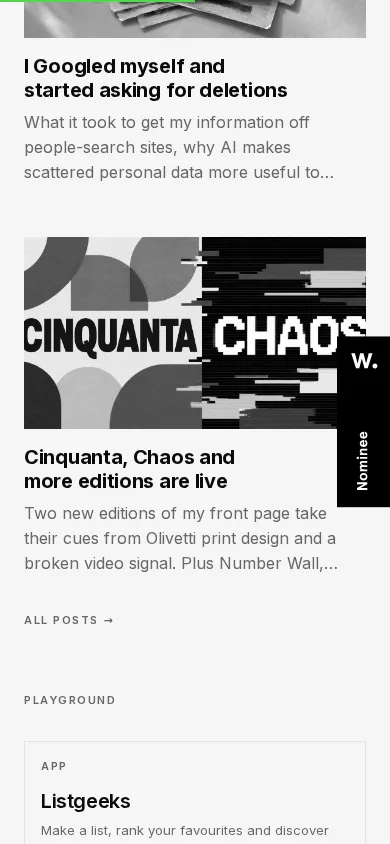 I Googled myself and
started asking for deletions
What it took to get my information off
people-search sites, why AI makes
scattered personal data more useful to…
CINQUANTA CHAOS
W.
Nominee
Cinquanta, Chaos and
more editions are live
Two new editions of my front page take
their cues from Olivetti print design and a
broken video signal. Plus Number Wall,…
ALL POSTS →
PLAYGROUND
APP
Listgeeks
Make a list, rank your favourites and discover